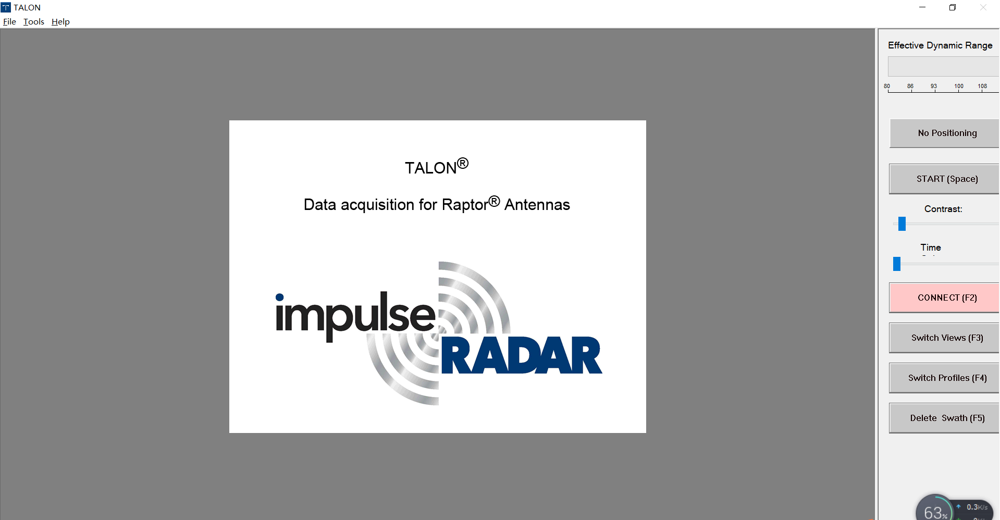 TALON
File Tools Help
Effective Dynamic Range
80 86 93 100 108
No Positioning
START (Space)
Contrast:
Time
CONNECT (F2)
Switch Views (F3)
Switch Profiles (F4)
Delete Swath (F5)
TALON®
Data acquisition for Raptor® Antennas
impulse
RADAR
63%
0.3K/s